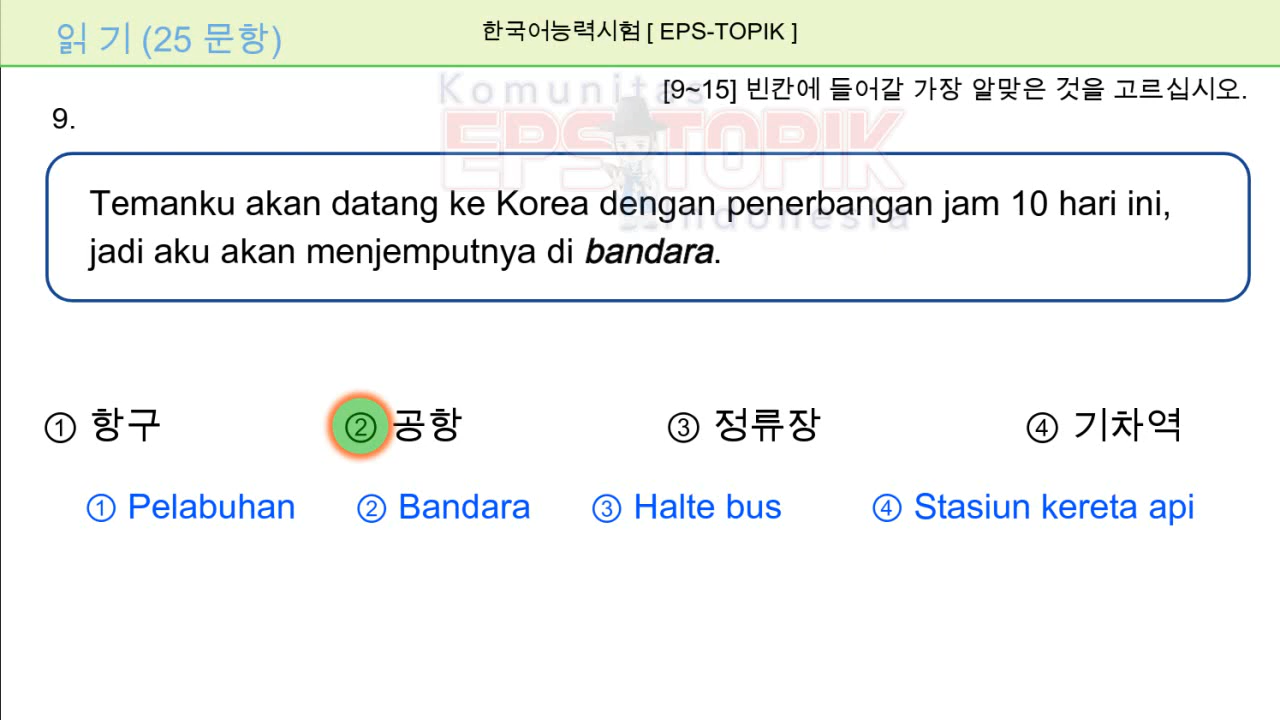 읽 기 (25 문항)
한국어능력시험 [ EPS-TOPIK ]
Komunitas
EPS TOPIK
Indonesia
[9~15] 빈칸에 들어갈 가장 알맞은 것을 고르십시오.
9.
Temanku akan datang ke Korea dengan penerbangan jam 10 hari ini,
jadi aku akan menjemputnya di bandara.
① 항구 ② 공항 ③ 정류장 ④ 기차역
① Pelabuhan ② Bandara ③ Halte bus ④ Stasiun kereta api